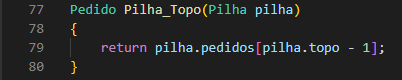 77 Pedido Pilha_Topo(Pilha pilha)
78 {
79     return pilha.pedidos[pilha.topo - 1];
80 }